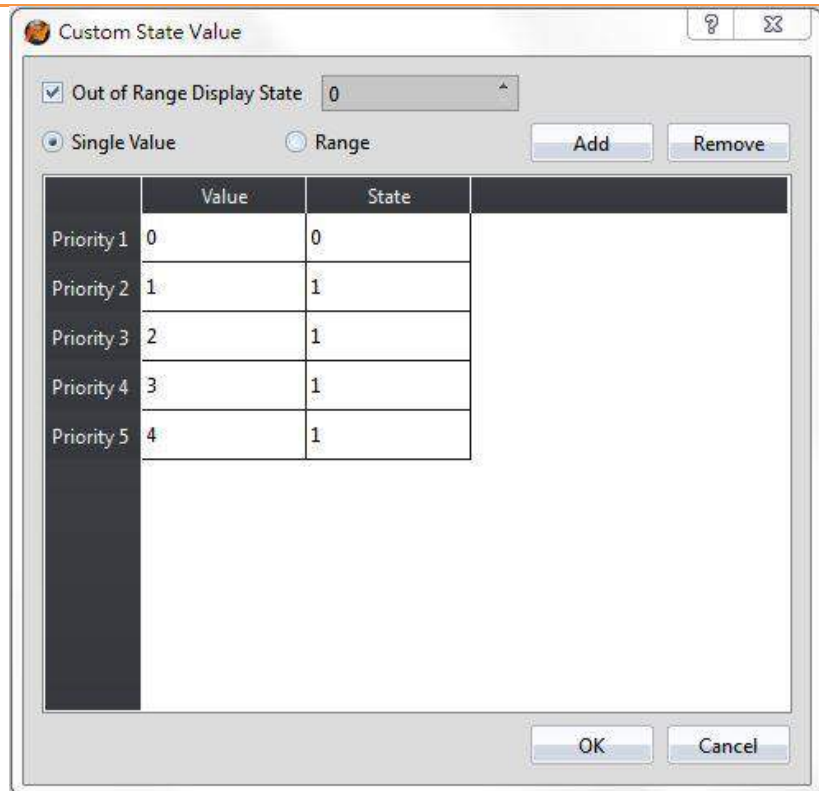 Custom State Value
Out of Range Display State 0
Single Value Range Add Remove
Value State
Priority 1 0 0
Priority 2 1 1
Priority 3 2 1
Priority 4 3 1
Priority 5 4 1
OK Cancel